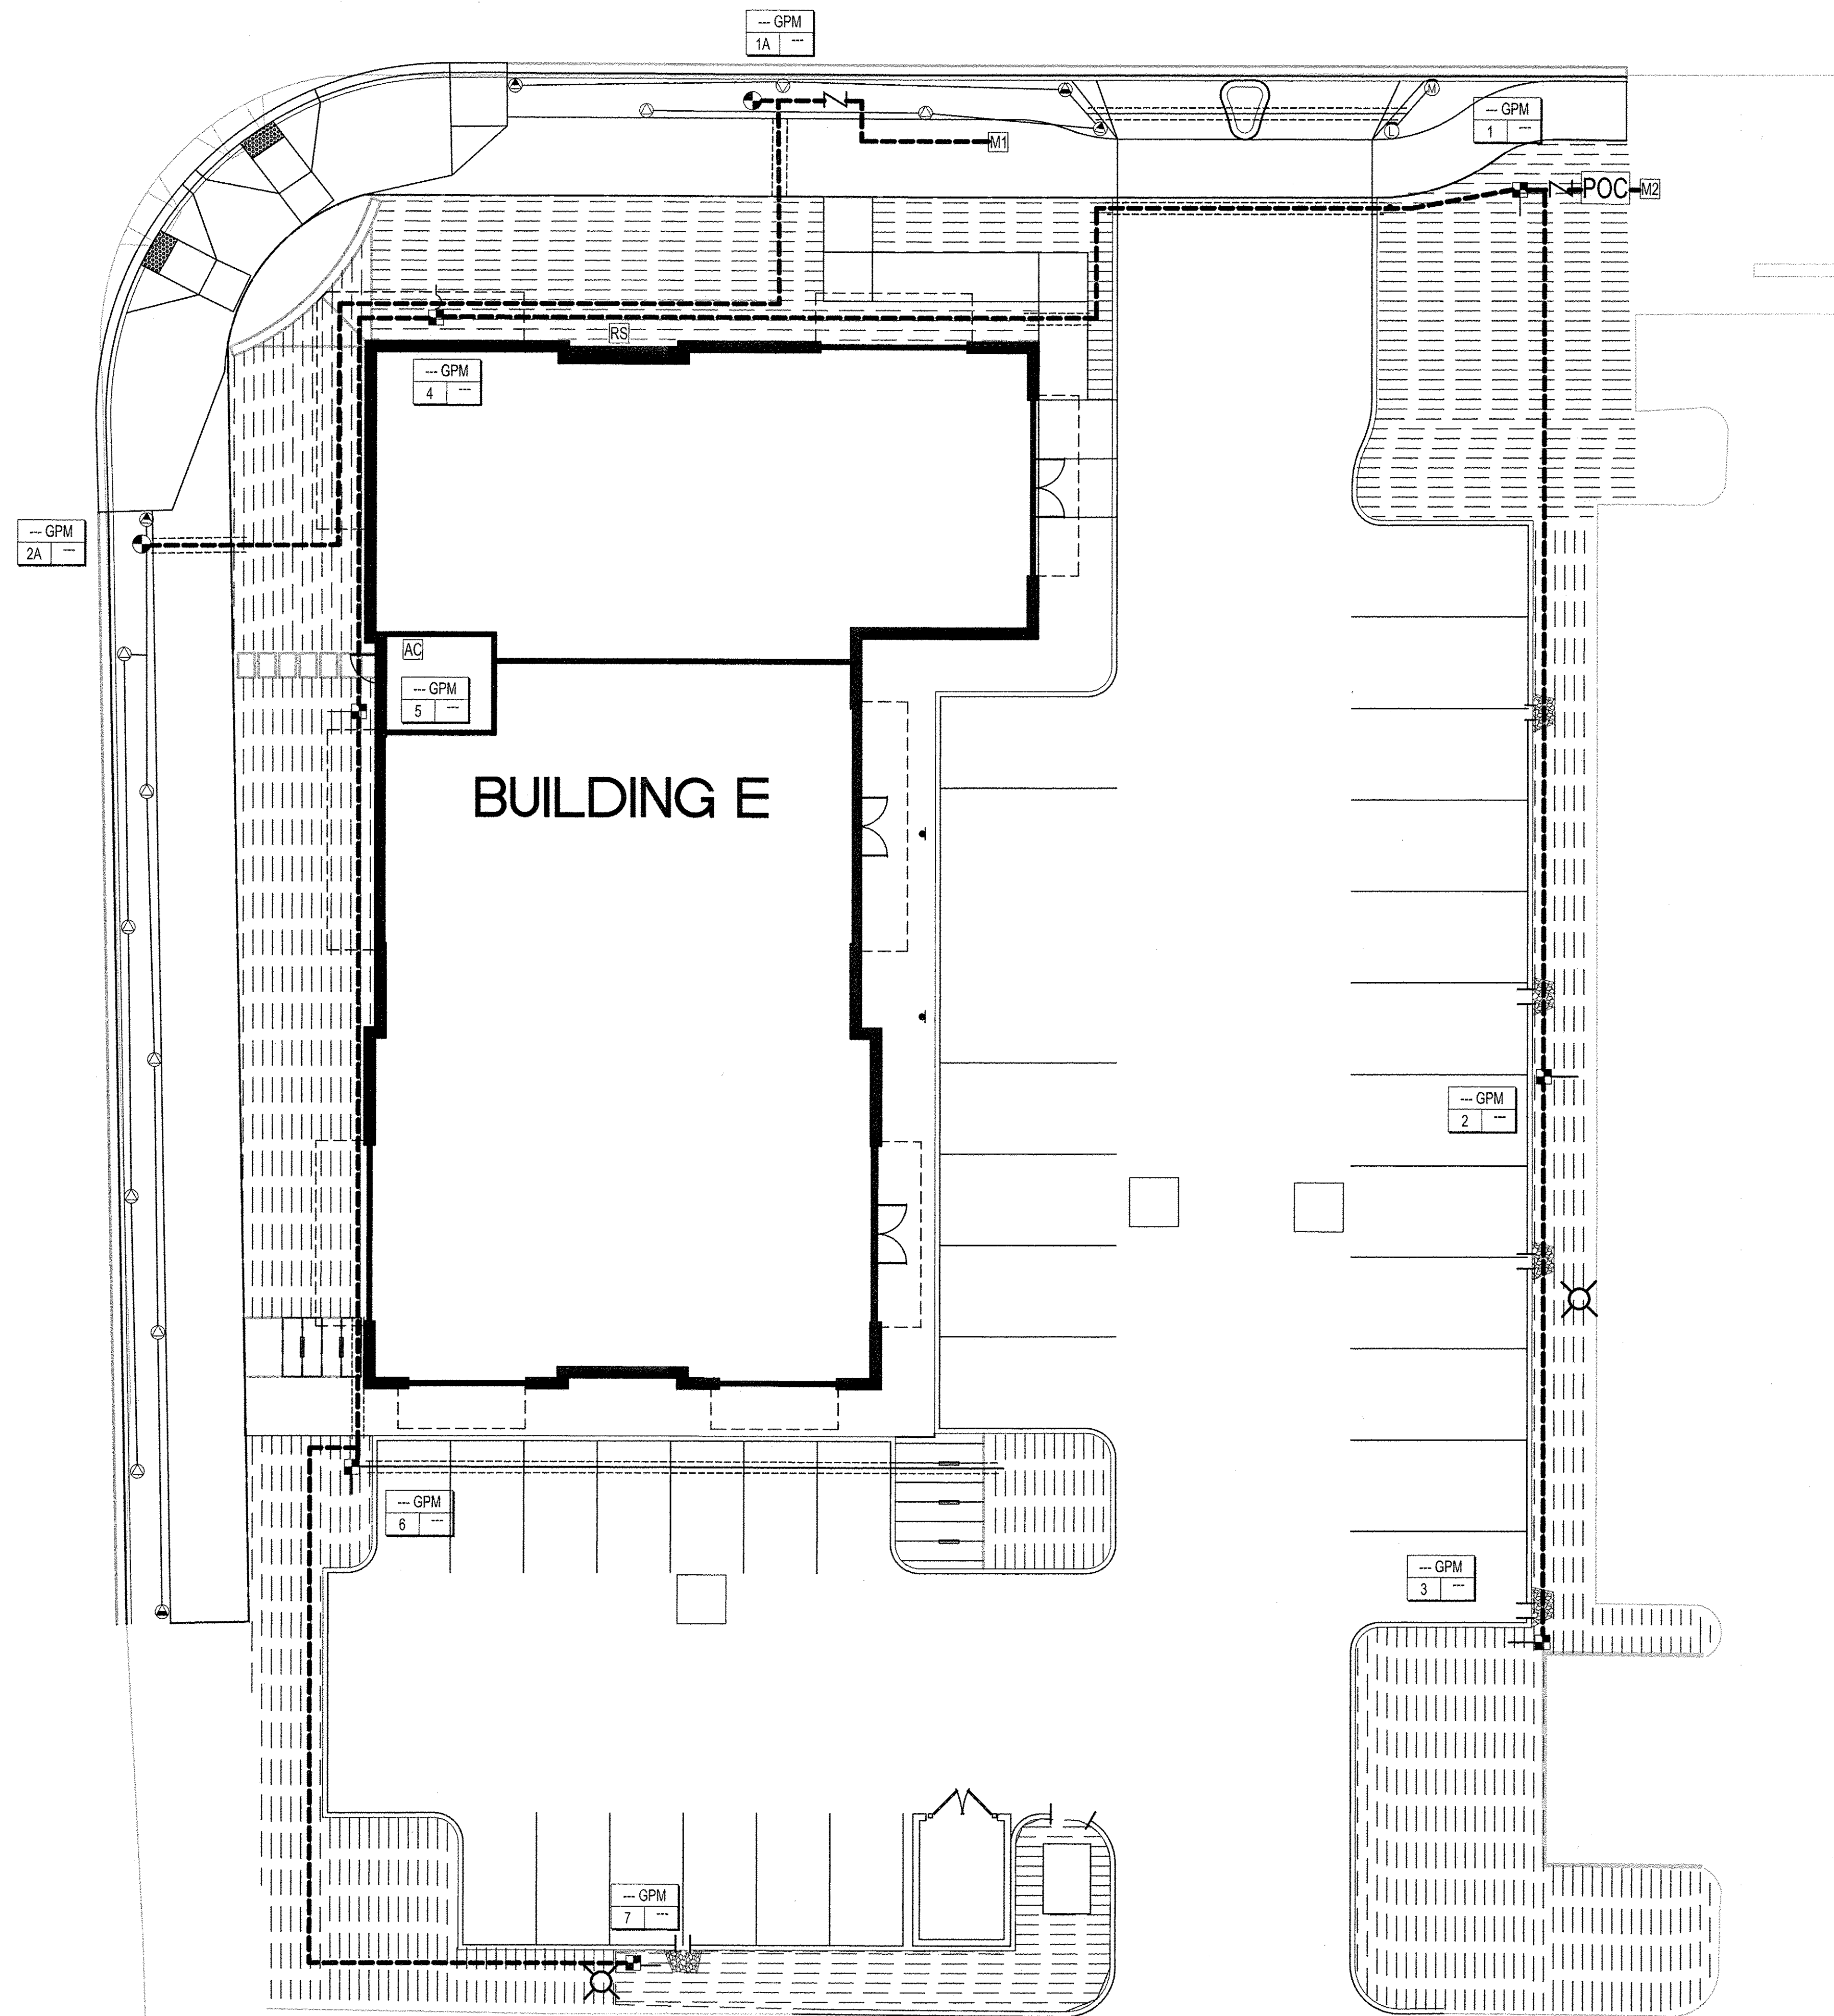 --- GPM
1A ---
M
L
--- GPM
1 ---
M1
POC
M2
RS
--- GPM
4 ---
--- GPM
2A ---
AC
--- GPM
5 ---
BUILDING E
--- GPM
2 ---
--- GPM
6 ---
--- GPM
3 ---
--- GPM
7 ---